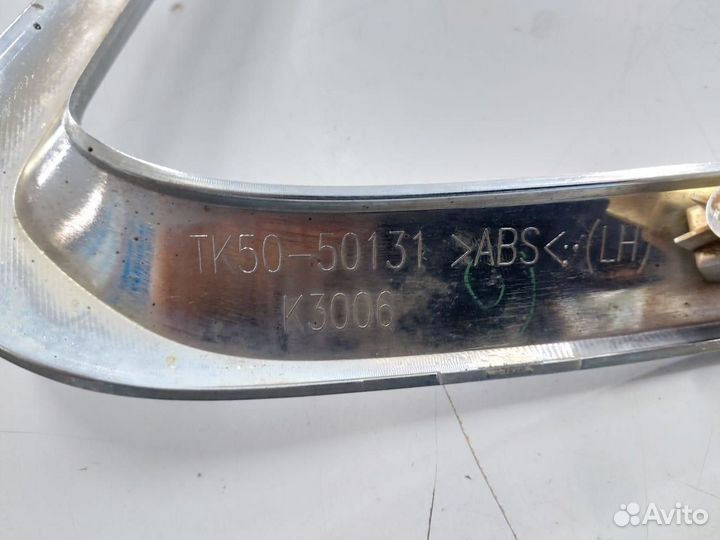 TK50-50131 >ABS<··(LH)
K3006
Avito